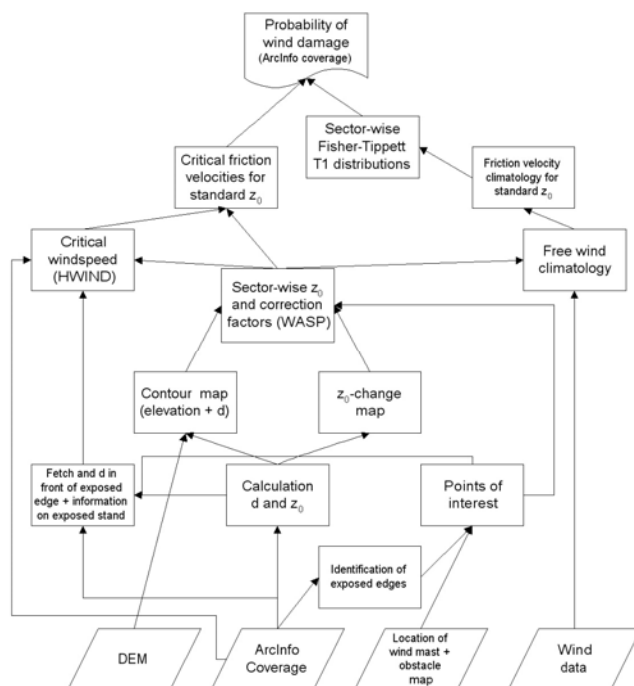 Probability of
wind damage
(ArcInfo coverage)
Sector-wise
Fisher-Tippett
T1 distributions
Critical friction
velocities for
standard z₀
Friction velocity
climatology for
standard z₀
Critical
windspeed
(HWIND)
Free wind
climatology
Sector-wise z₀
and correction
factors (WASP)
Contour map
(elevation + d)
z₀-change
map
Fetch and d in
front of exposed
edge + information
on exposed stand
Calculation
d and z₀
Points of
interest
Identification of
exposed edges
DEM
ArcInfo
Coverage
Location of
wind mast +
obstacle
map
Wind
data